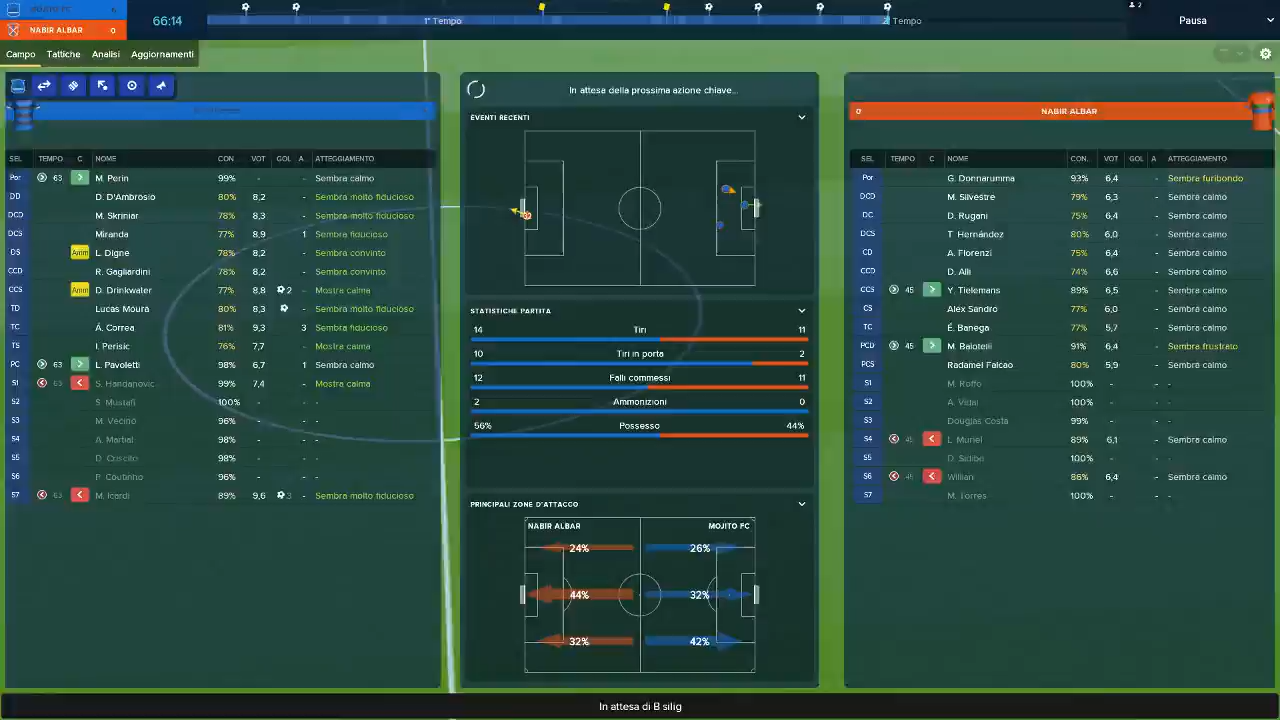 MOJITO FC 6
NABIR ALBAR 0
66:14
1° Tempo
2° Tempo
2
Pausa
Campo Tattiche Analisi Aggiornamenti
In attesa della prossima azione chiave...
0 NABIR ALBAR
EVENTI RECENTI
SEL TEMPO C NOME CON VOT GOL A. ATTEGGIAMENTO
Por 63 M. Perin 99% - - Sembra calmo
DD D. D'Ambrosio 80% 8,2 - Sembra molto fiducioso
DCD M. Skriniar 78% 8,3 - Sembra molto fiducioso
DCS Miranda 77% 8,9 1 Sembra fiducioso
DS Amm L. Digne 78% 8,2 - Sembra convinto
CCD R. Gagliardini 78% 8,2 - Sembra convinto
CCS Amm D. Drinkwater 77% 8,8 2 - Mostra calma
TD Lucas Moura 80% 8,3 - Sembra molto fiducioso
TC Á. Correa 81% 9,3 3 Sembra fiducioso
TS I. Perisic 76% 7,7 - Mostra calma
PC 63 L. Pavoletti 98% 6,7 1 Sembra calmo
S1 63 S. Handanovic 99% 7,4 - Mostra calma
S2 S. Mustafi 100% - - -
S3 M. Vecino 96% - - -
S4 A. Martial 98% - - -
S5 D. Criscito 98% - - -
S6 P. Coutinho 96% - - -
S7 63 M. Icardi 89% 9,6 3 - Sembra molto fiducioso
STATISTICHE PARTITA
14 Tiri 11
10 Tiri in porta 2
12 Falli commessi 11
2 Ammonizioni 0
56% Possesso 44%
PRINCIPALI ZONE D'ATTACCO
NABIR ALBAR MOJITO FC
24% 26%
44% 32%
32% 42%
SEL TEMPO C NOME CON. VOT GOL A ATTEGGIAMENTO
Por G. Donnarumma 93% 6,4 - Sembra furibondo
DD M. Silvestre 79% 6,3 - Sembra calmo
DC D. Rugani 75% 6,4 - Sembra calmo
DCS T. Hernández 80% 6,0 - Sembra calmo
CD A. Florenzi 75% 6,4 - Sembra calmo
CCD D. Alli 74% 6,6 - Sembra calmo
CCS 45 Y. Tielemans 89% 6,5 - Sembra calmo
CS Alex Sandro 77% 6,0 - Sembra calmo
TC É. Banega 77% 5,7 - Sembra calmo
PCD 45 M. Balotelli 91% 6,4 - Sembra frustrato
PCS Radamel Falcao 80% 5,9 - Sembra calmo
S1 M. Roffo 100% - -
S2 A. Vidal 100% - -
S3 Douglas Costa 99% - -
S4 45 L. Muriel 89% 6,1 - Sembra calmo
S5 D. Sidibé 100% - -
S6 Willian 86% 6,4 - Sembra calmo
S7 M. Torres 100% - -
In attesa di B silig